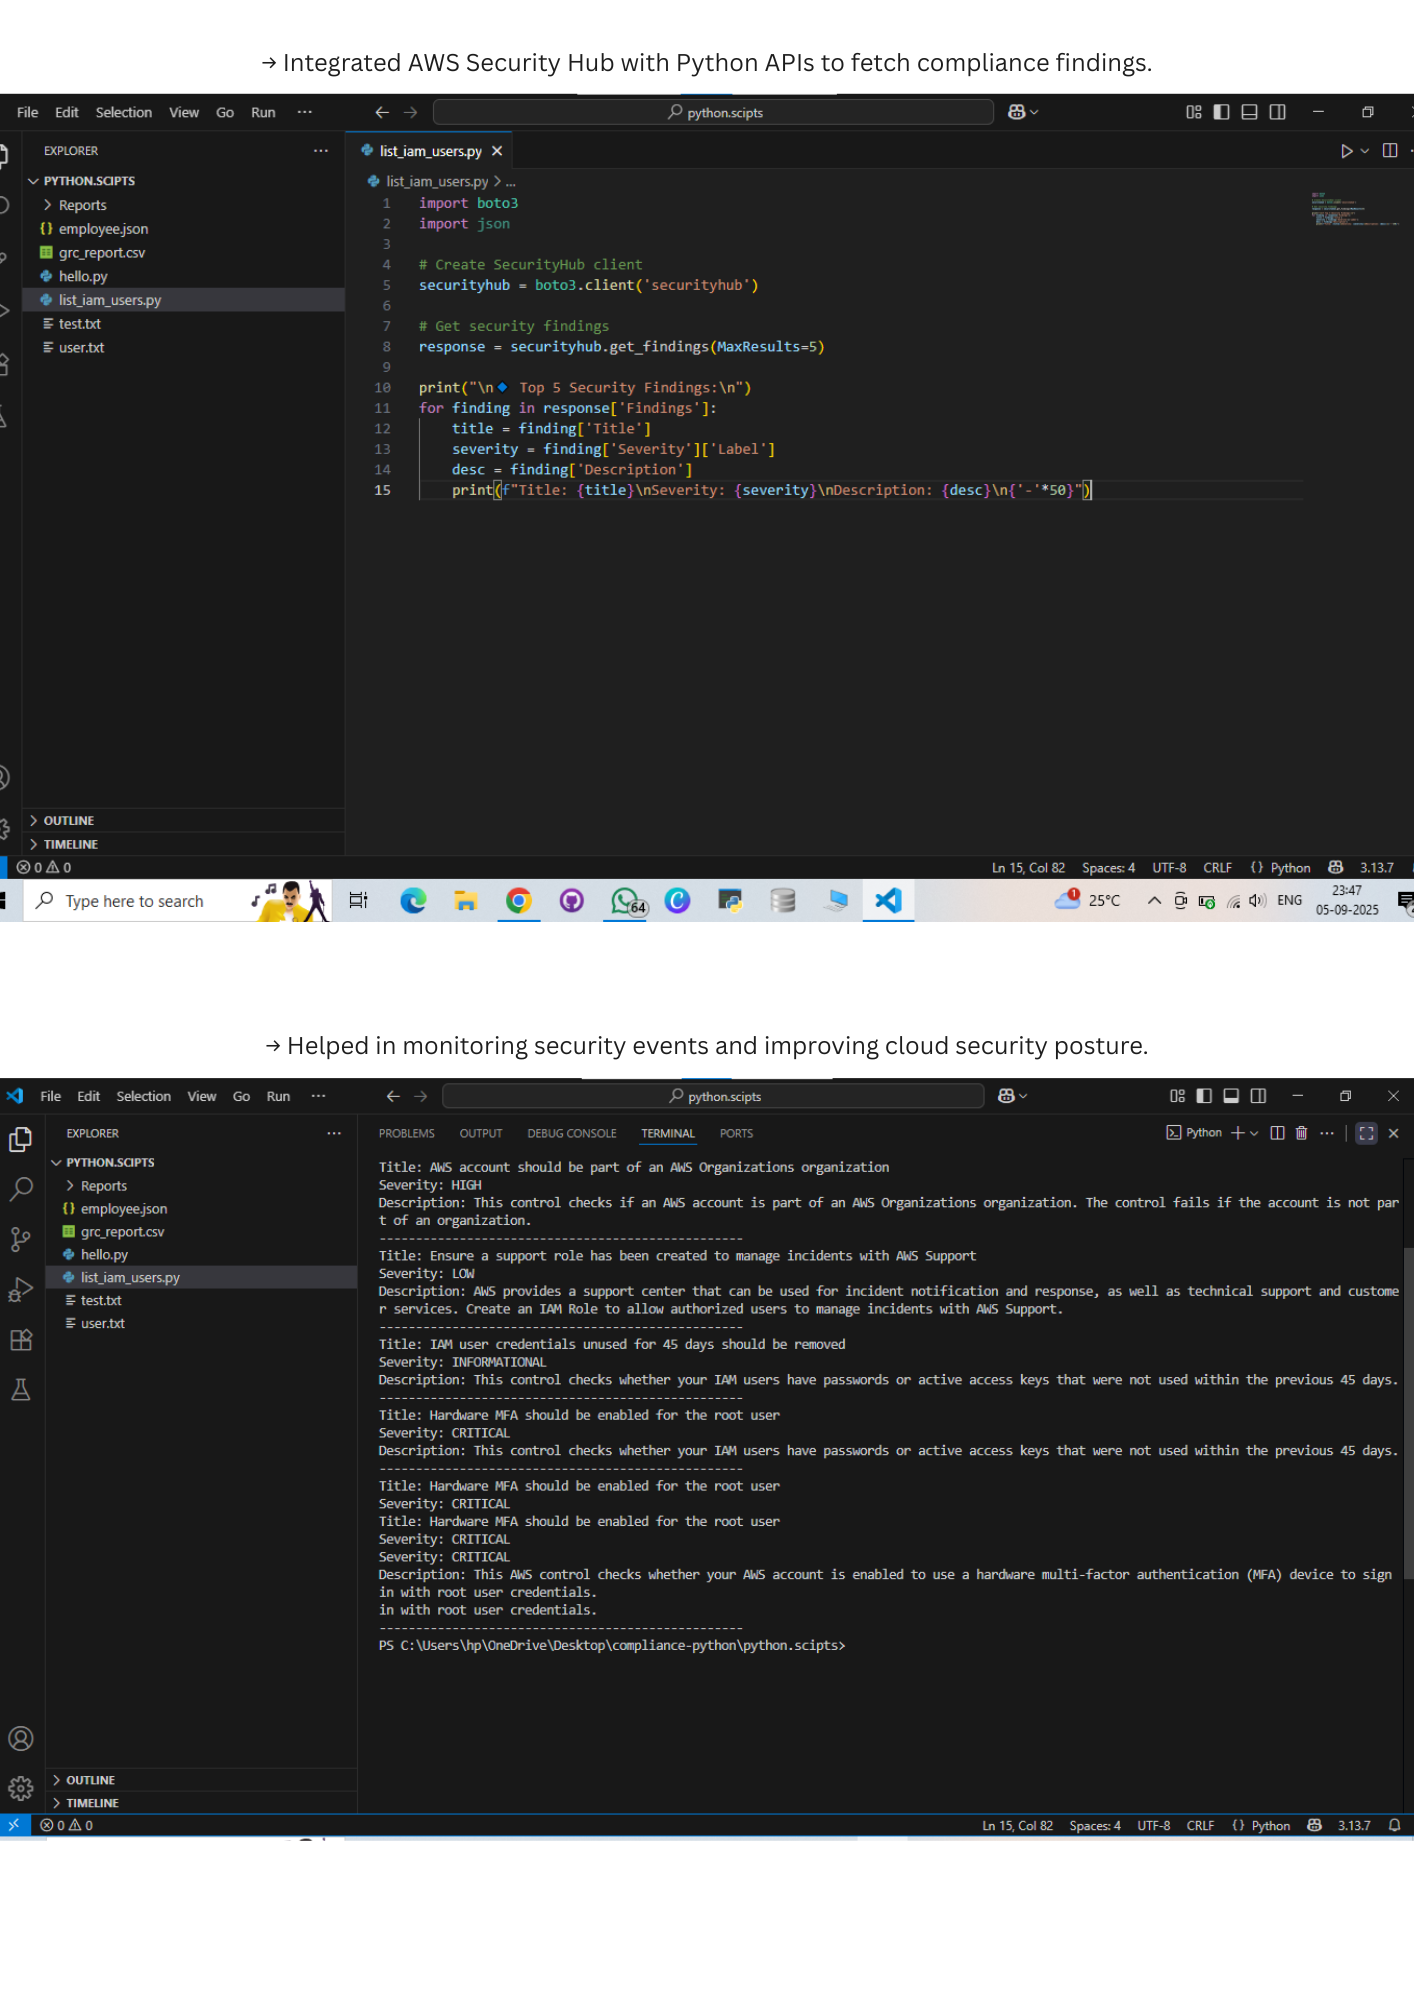 → Integrated AWS Security Hub with Python APIs to fetch compliance findings.
File Edit Selection View Go Run ···
python.scipts
EXPLORER ···
PYTHON.SCIPTS
Reports
employee.json
grc_report.csv
hello.py
list_iam_users.py
test.txt
user.txt
OUTLINE
TIMELINE
list_iam_users.py
list_iam_users.py > ...
1 import boto3
2 import json
3
4 # Create SecurityHub client
5 securityhub = boto3.client('securityhub')
6
7 # Get security findings
8 response = securityhub.get_findings(MaxResults=5)
9
10 print("\n🔹 Top 5 Security Findings:\n")
11 for finding in response['Findings']:
12 title = finding['Title']
13 severity = finding['Severity']['Label']
14 desc = finding['Description']
15 print(f"Title: {title}\nSeverity: {severity}\nDescription: {desc}\n{'-'*50}")
0 0
Ln 15, Col 82 Spaces: 4 UTF-8 CRLF {} Python 3.13.7
Type here to search
64
1
25°C
ENG
23:47
05-09-2025
→ Helped in monitoring security events and improving cloud security posture.
File Edit Selection View Go Run ···
python.scipts
EXPLORER ···
PYTHON.SCIPTS
Reports
employee.json
grc_report.csv
hello.py
list_iam_users.py
test.txt
user.txt
OUTLINE
TIMELINE
PROBLEMS OUTPUT DEBUG CONSOLE TERMINAL PORTS
Python
Title: AWS account should be part of an AWS Organizations organization
Severity: HIGH
Description: This control checks if an AWS account is part of an AWS Organizations organization. The control fails if the account is not par
t of an organization.
--------------------------------------------------
Title: Ensure a support role has been created to manage incidents with AWS Support
Severity: LOW
Description: AWS provides a support center that can be used for incident notification and response, as well as technical support and custome
r services. Create an IAM Role to allow authorized users to manage incidents with AWS Support.
--------------------------------------------------
Title: IAM user credentials unused for 45 days should be removed
Severity: INFORMATIONAL
Description: This control checks whether your IAM users have passwords or active access keys that were not used within the previous 45 days.
--------------------------------------------------
Title: Hardware MFA should be enabled for the root user
Severity: CRITICAL
Description: This control checks whether your IAM users have passwords or active access keys that were not used within the previous 45 days.
--------------------------------------------------
Title: Hardware MFA should be enabled for the root user
Severity: CRITICAL
Title: Hardware MFA should be enabled for the root user
Severity: CRITICAL
Severity: CRITICAL
Description: This AWS control checks whether your AWS account is enabled to use a hardware multi-factor authentication (MFA) device to sign
in with root user credentials.
in with root user credentials.
--------------------------------------------------
PS C:\Users\hp\OneDrive\Desktop\compliance-python\python.scipts>
0 0
Ln 15, Col 82 Spaces: 4 UTF-8 CRLF {} Python 3.13.7